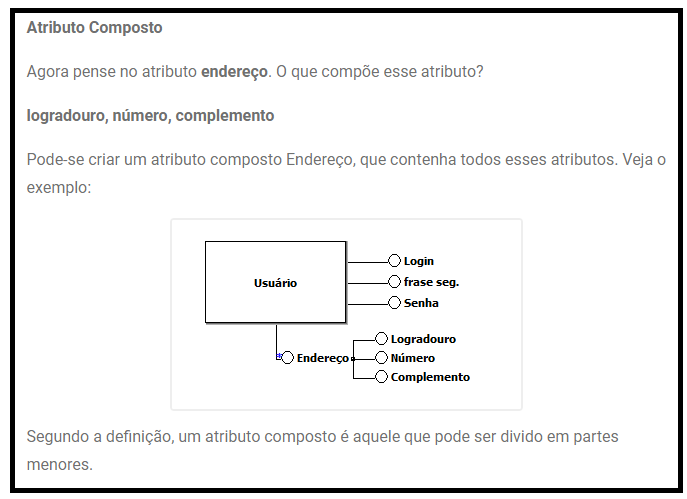 Atributo Composto
Agora pense no atributo endereço. O que compõe esse atributo?
logradouro, número, complemento
Pode-se criar um atributo composto Endereço, que contenha todos esses atributos. Veja o
exemplo:
Usuário
Login
frase seg.
Senha
* Endereço
Logradouro
Número
Complemento
Segundo a definição, um atributo composto é aquele que pode ser divido em partes
menores.